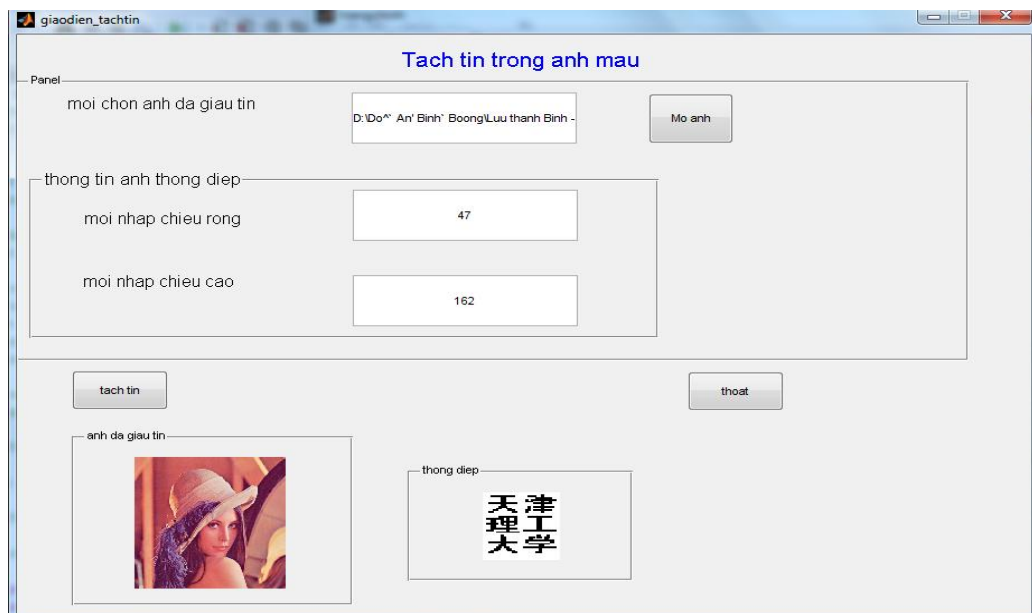 giaodien_tachtin
Tach tin trong anh mau
Panel
moi chon anh da giau tin
D:\Do^` An' Binh` Boong\Luu thanh Binh -
Mo anh
thong tin anh thong diep
moi nhap chieu rong
47
moi nhap chieu cao
162
tach tin
thoat
anh da giau tin
thong diep
天津
理工
大学